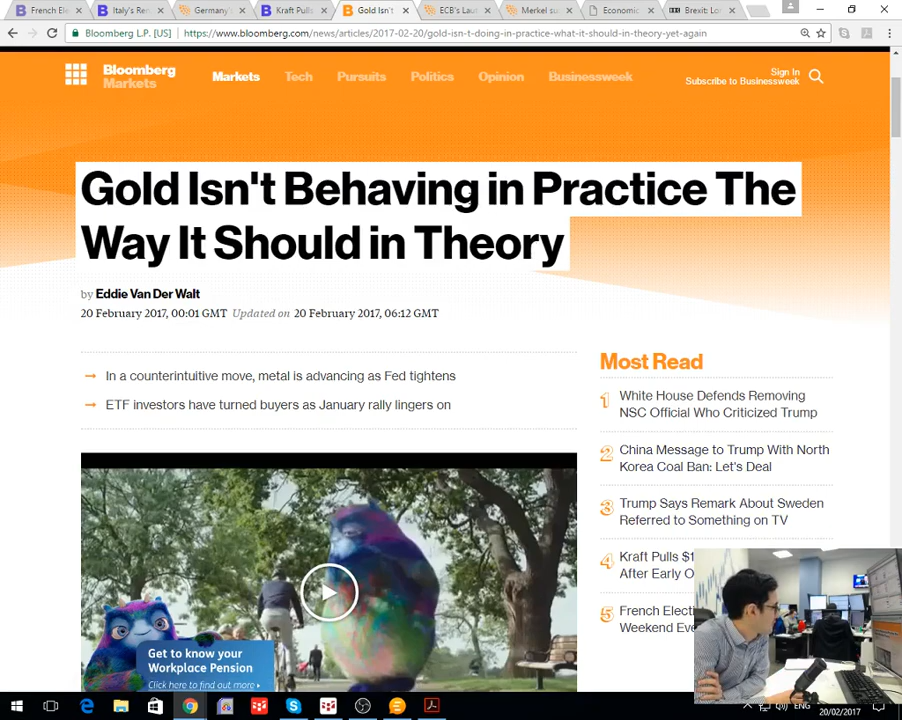 French Ele
Italy's Ren
Germany'
Kraft Pulls
Gold Isn't
ECB's Laut
Merkel su
Economic
Brexit: Lor
Bloomberg L.P. [US]
https://www.bloomberg.com/news/articles/2017-02-20/gold-isn-t-doing-in-practice-what-it-should-in-theory-yet-again
Bloomberg
Markets
Markets
Tech
Pursuits
Politics
Opinion
Businessweek
Sign In
Subscribe to Businessweek
Gold Isn't Behaving in Practice The
Way It Should in Theory
by Eddie Van Der Walt
20 February 2017, 00:01 GMT Updated on 20 February 2017, 06:12 GMT
→ In a counterintuitive move, metal is advancing as Fed tightens
→ ETF investors have turned buyers as January rally lingers on
Get to know your
Workplace Pension
Click here to find out more
Most Read
1 White House Defends Removing
NSC Official Who Criticized Trump
2 China Message to Trump With North
Korea Coal Ban: Let's Deal
3 Trump Says Remark About Sweden
Referred to Something on TV
4 Kraft Pulls $1
After Early O
5 French Electi
Weekend Eve
ENG
20/02/2017